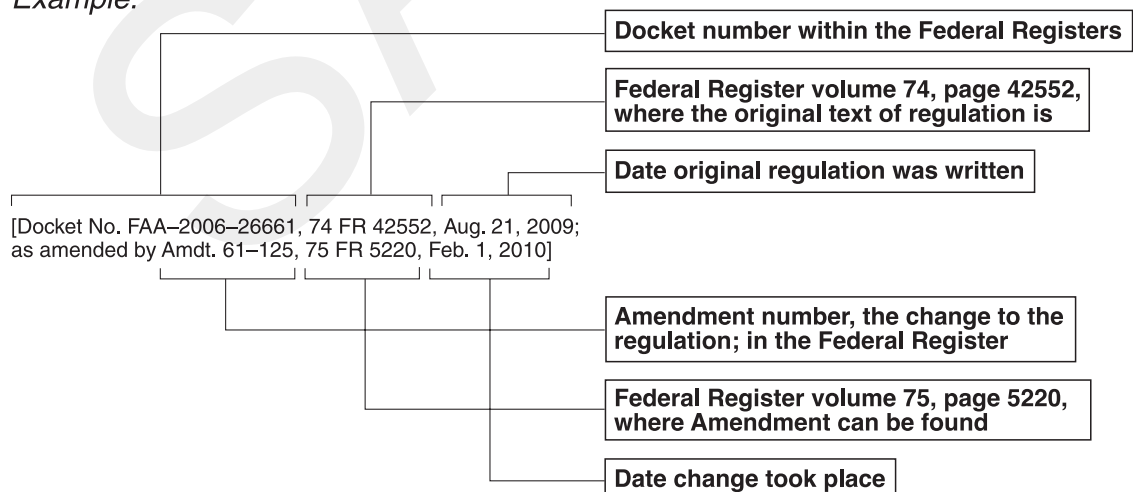 Example:
Docket number within the Federal Registers
Federal Register volume 74, page 42552,
where the original text of regulation is
Date original regulation was written
[Docket No. FAA–2006–26661, 74 FR 42552, Aug. 21, 2009;
as amended by Amdt. 61–125, 75 FR 5220, Feb. 1, 2010]
Amendment number, the change to the
regulation; in the Federal Register
Federal Register volume 75, page 5220,
where Amendment can be found
Date change took place